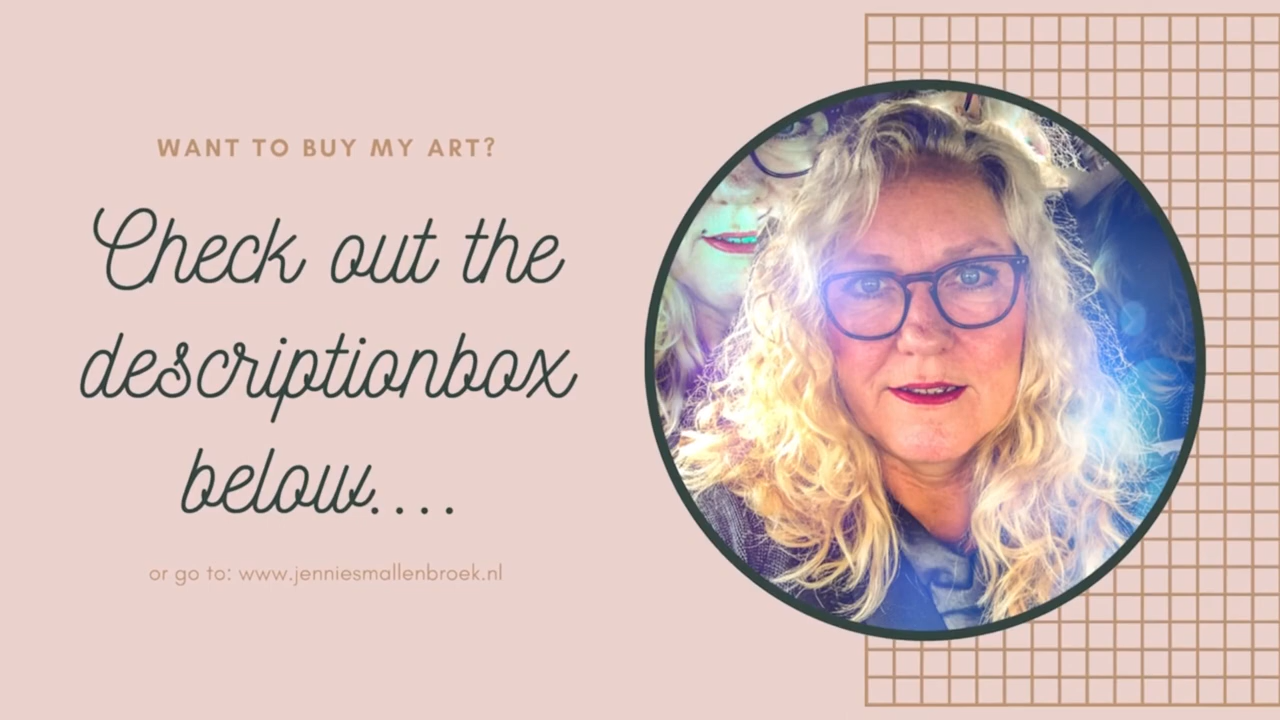 WANT TO BUY MY ART?
Check out the
descriptionbox
below....
or go to: www.jenniesmallenbroek.nl